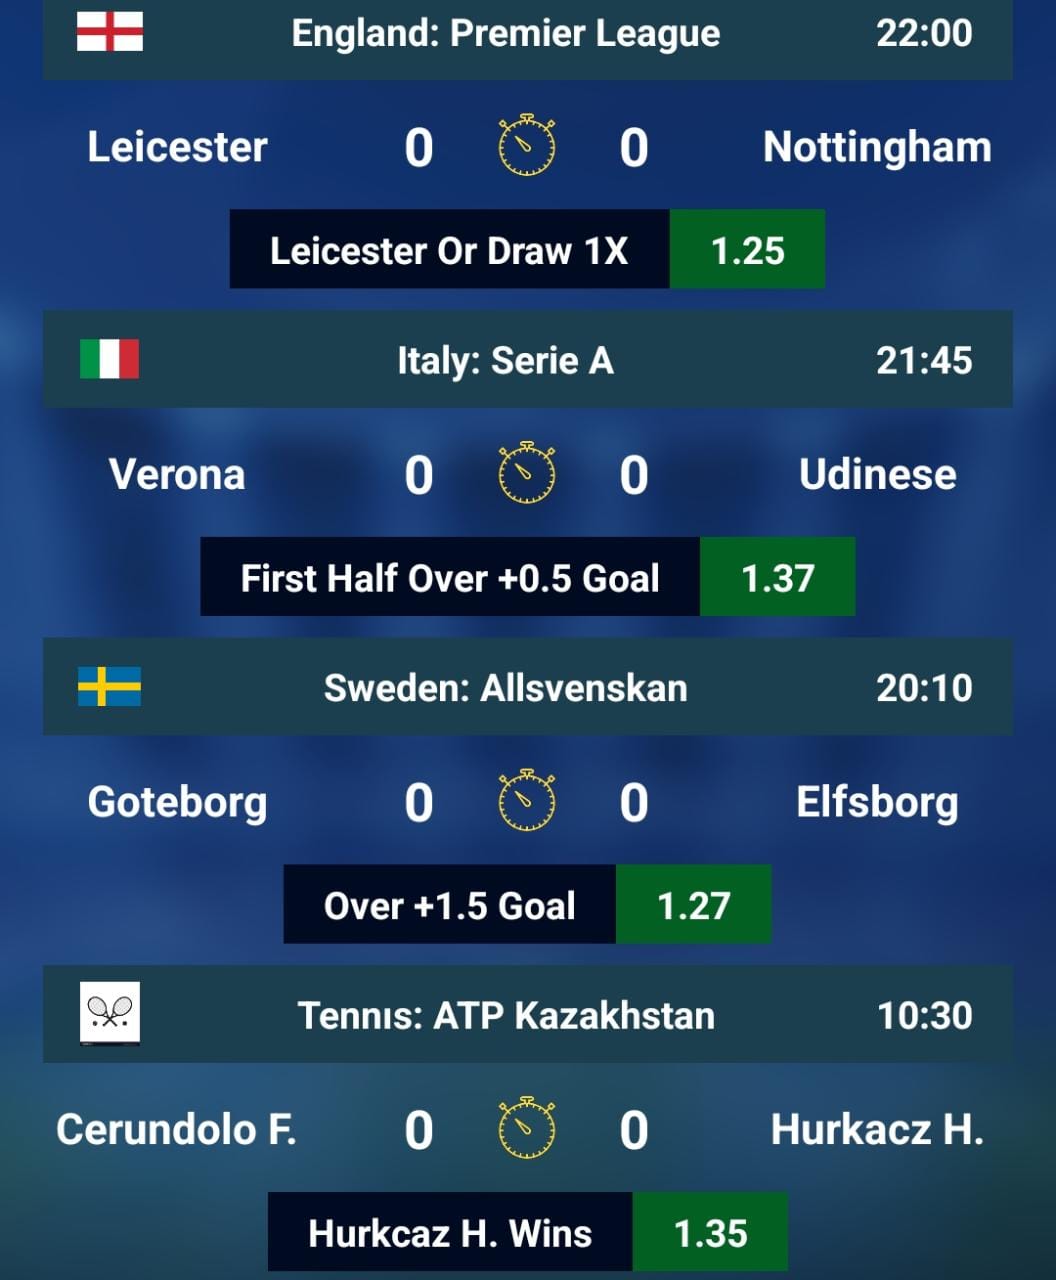 England: Premier League 22:00
Leicester 0 0 Nottingham
Leicester Or Draw 1X 1.25
Italy: Serie A 21:45
Verona 0 0 Udinese
First Half Over +0.5 Goal 1.37
Sweden: Allsvenskan 20:10
Goteborg 0 0 Elfsborg
Over +1.5 Goal 1.27
Tennıs: ATP Kazakhstan 10:30
Cerundolo F. 0 0 Hurkacz H.
Hurkcaz H. Wins 1.35